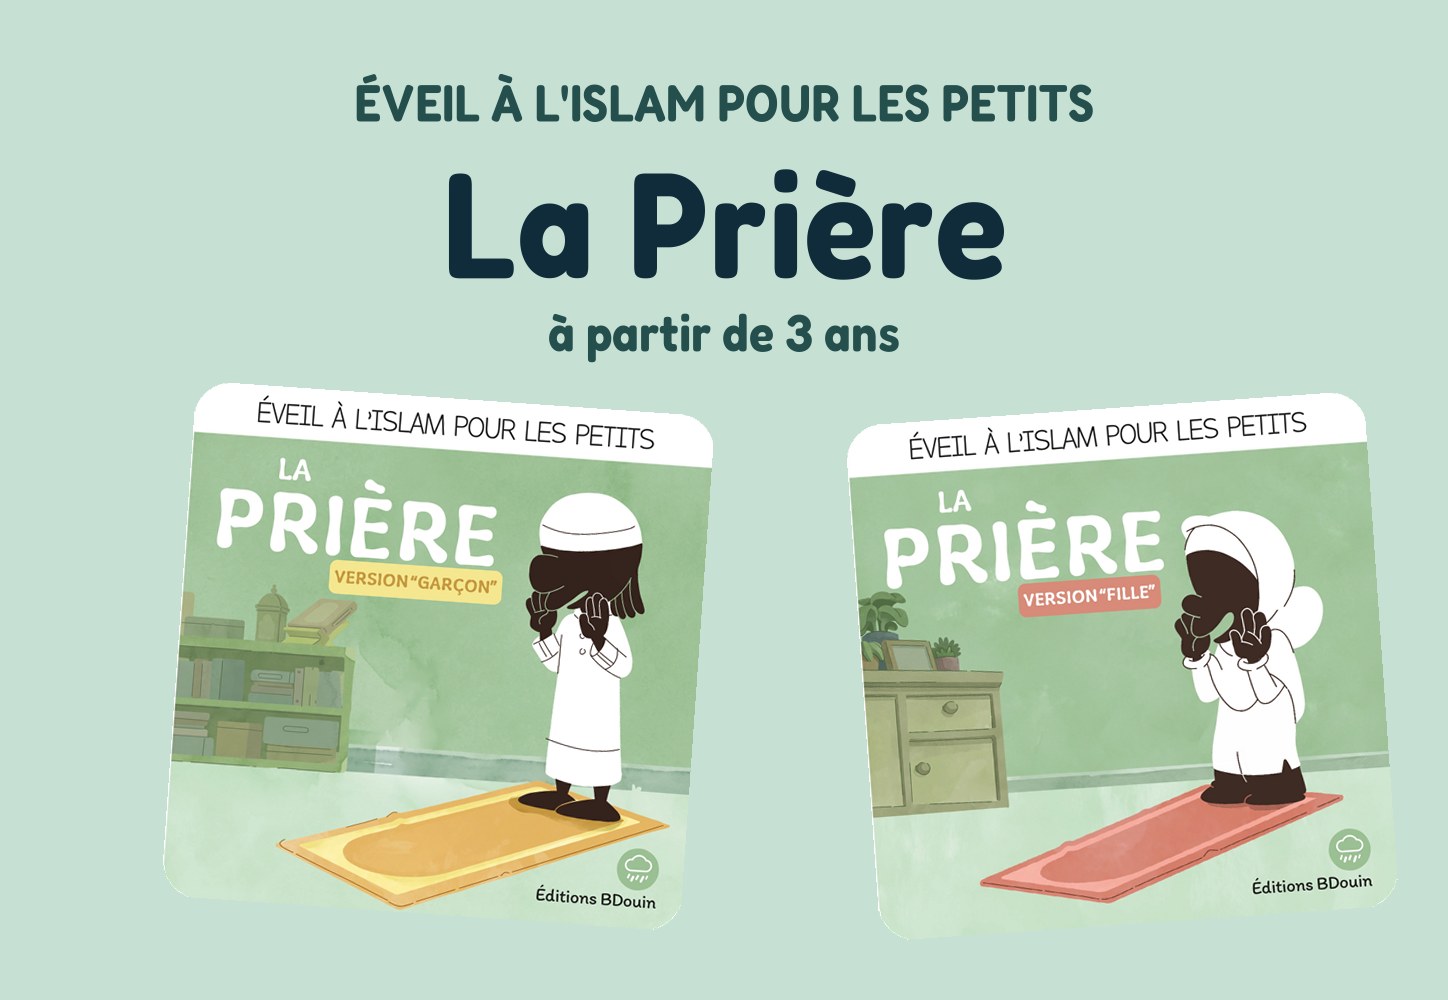 ÉVEIL À L'ISLAM POUR LES PETITS
La Prière
à partir de 3 ans
ÉVEIL À L'ISLAM POUR LES PETITS
LA
PRIÈRE
VERSION "GARÇON"
Éditions BDouin
ÉVEIL À L'ISLAM POUR LES PETITS
LA
PRIÈRE
VERSION "FILLE"
Éditions BDouin